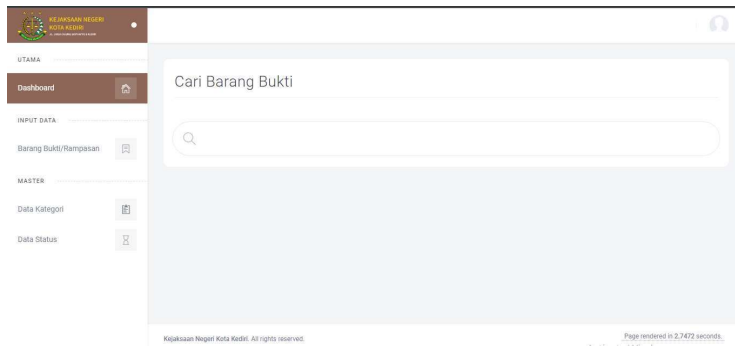 KEJAKSAAN NEGERI
KOTA KEDIRI
UTAMA
Dashboard
INPUT DATA
Barang Bukti/Rampasan
MASTER
Data Kategori
Data Status
Cari Barang Bukti
Kejaksaan Negeri Kota Kediri. All rights reserved.
Page rendered in 2.7472 seconds.